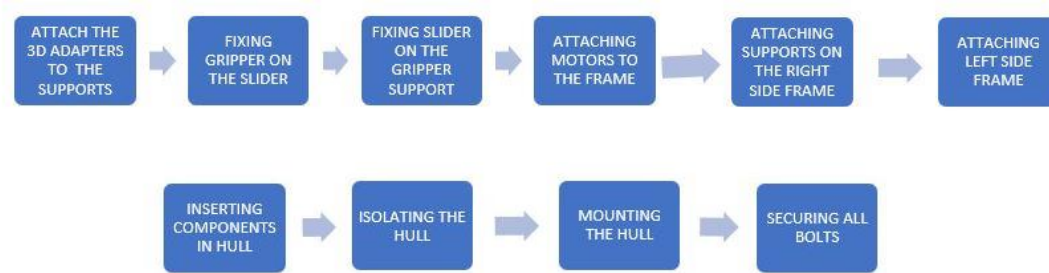 ATTACH THE
3D ADAPTERS
TO THE
SUPPORTS
FIXING
GRIPPER ON
THE SLIDER
FIXING SLIDER
ON THE
GRIPPER
SUPPORT
ATTACHING
MOTORS TO
THE FRAME
ATTACHING
SUPPORTS ON
THE RIGHT
SIDE FRAME
ATTACHING
LEFT SIDE
FRAME
INSERTING
COMPONENTS
IN HULL
ISOLATING THE
HULL
MOUNTING
THE HULL
SECURING ALL
BOLTS